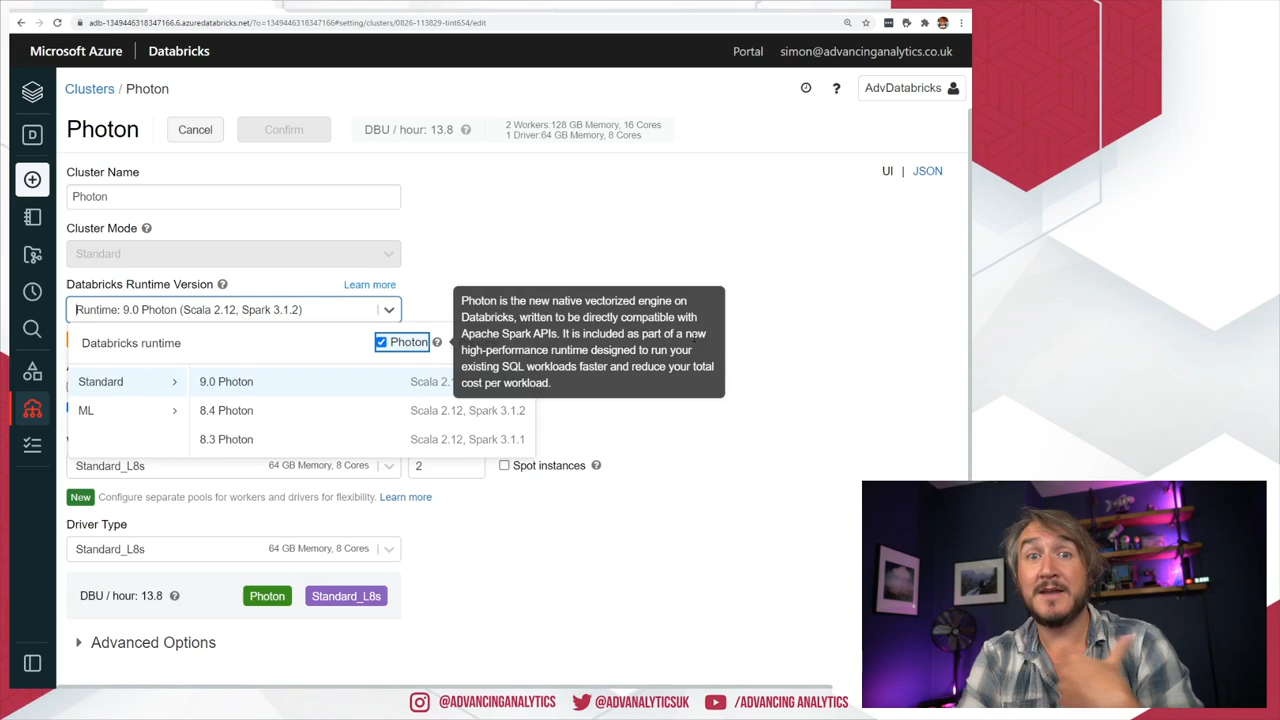 adb-1349446318347166.6.azuredatabricks.net/?o=1349446318347166#setting/clusters/0826-113829-tint654/edit
Microsoft Azure | Databricks
Portal simon@advancinganalytics.co.uk
Clusters / Photon
? AdvDatabricks
Photon Cancel Confirm DBU / hour: 13.8 ?
2 Workers:128 GB Memory, 16 Cores
1 Driver:64 GB Memory, 8 Cores
UI | JSON
Cluster Name
Photon
Cluster Mode ?
Standard
Databricks Runtime Version ? Learn more
Runtime: 9.0 Photon (Scala 2.12, Spark 3.1.2)
Databricks runtime Photon ?
Photon is the new native vectorized engine on
Databricks, written to be directly compatible with
Apache Spark APIs. It is included as part of a new
high-performance runtime designed to run your
existing SQL workloads faster and reduce your total
cost per workload.
Standard 9.0 Photon Scala 2.
ML 8.4 Photon Scala 2.12, Spark 3.1.2
8.3 Photon Scala 2.12, Spark 3.1.1
Standard_L8s 64 GB Memory, 8 Cores 2 Spot instances ?
New Configure separate pools for workers and drivers for flexibility. Learn more
Driver Type
Standard_L8s 64 GB Memory, 8 Cores
DBU / hour: 13.8 ? Photon Standard_L8s
Advanced Options
@ADVANCINGANALYTICS @ADVANALYTICSUK /ADVANCING ANALYTICS